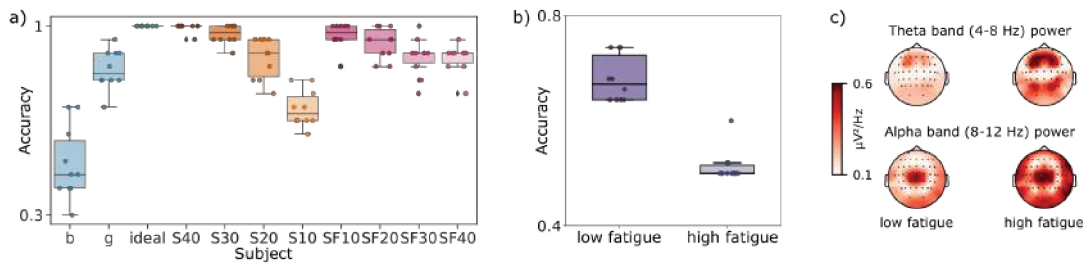 a)
1
Accuracy
0.3
b g ideal S40 S30 S20 S10 SF10 SF20 SF30 SF40
Subject
b)
0.8
Accuracy
0.4
low fatigue high fatigue
c)
Theta band (4-8 Hz) power
0.6
μV²/Hz
0.1
Alpha band (8-12 Hz) power
low fatigue high fatigue